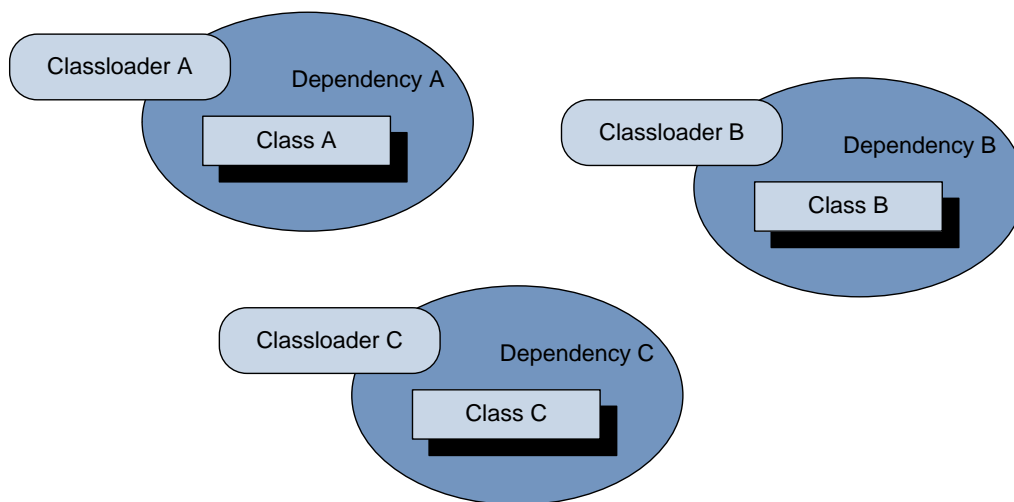 Classloader A
Dependency A
Class A
Classloader B
Dependency B
Class B
Classloader C
Dependency C
Class C